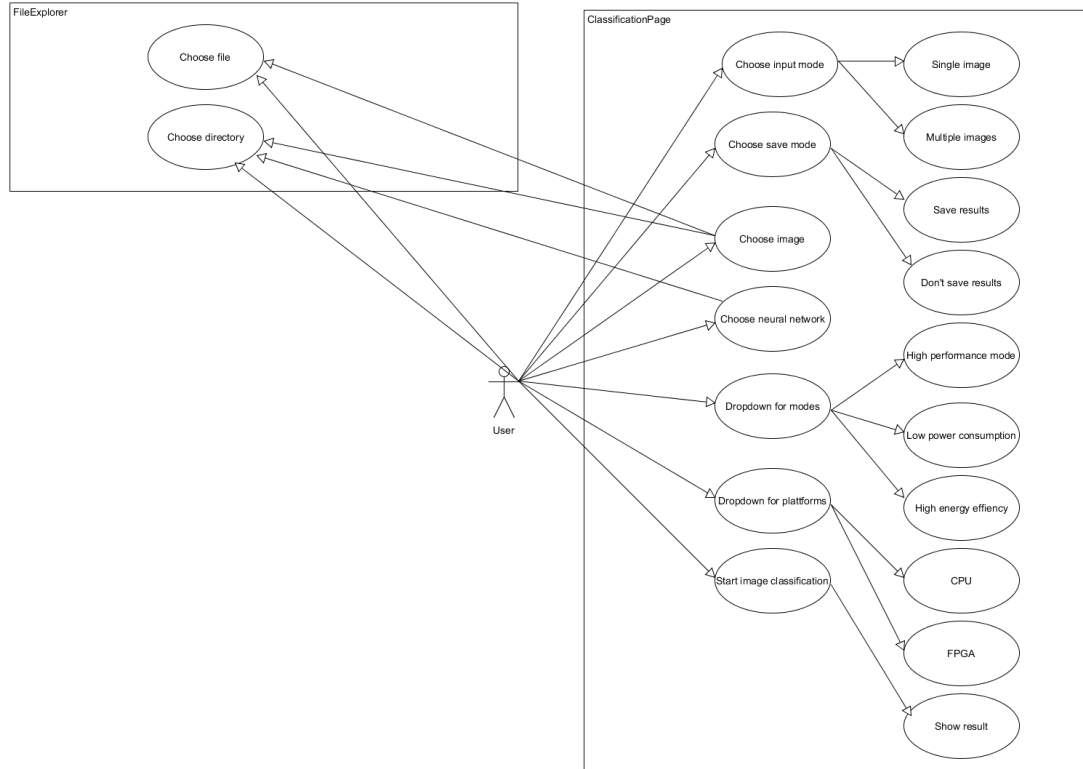 FileExplorer
Choose file
Choose directory
ClassificationPage
Choose input mode
Single image
Multiple images
Choose save mode
Save results
Don't save results
Choose image
Choose neural network
High performance mode
Dropdown for modes
Low power consumption
High energy effiency
User
Dropdown for plattforms
CPU
Start image classification
FPGA
Show result